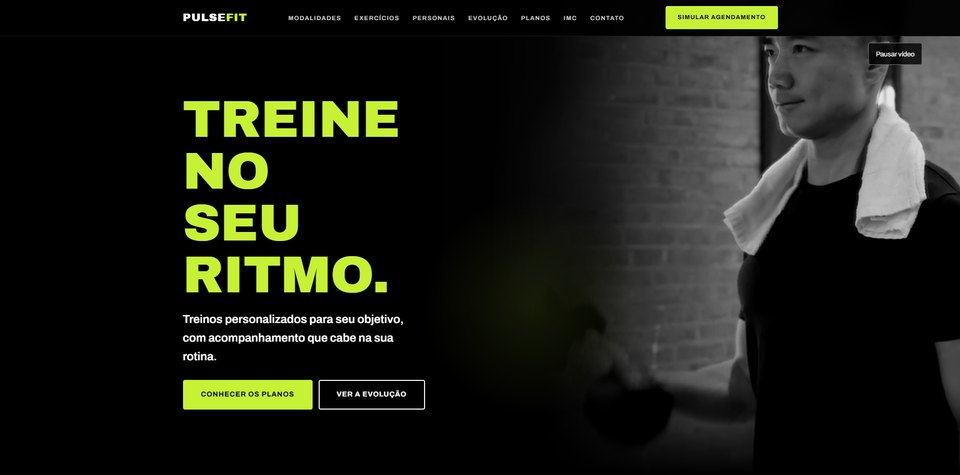 PULSEFIT
MODALIDADES EXERCÍCIOS PERSONAIS EVOLUÇÃO PLANOS IMC CONTATO
SIMULAR AGENDAMENTO
Pausar vídeo
TREINE
NO
SEU
RITMO.
Treinos personalizados para seu objetivo,
com acompanhamento que cabe na sua
rotina.
CONHECER OS PLANOS
VER A EVOLUÇÃO